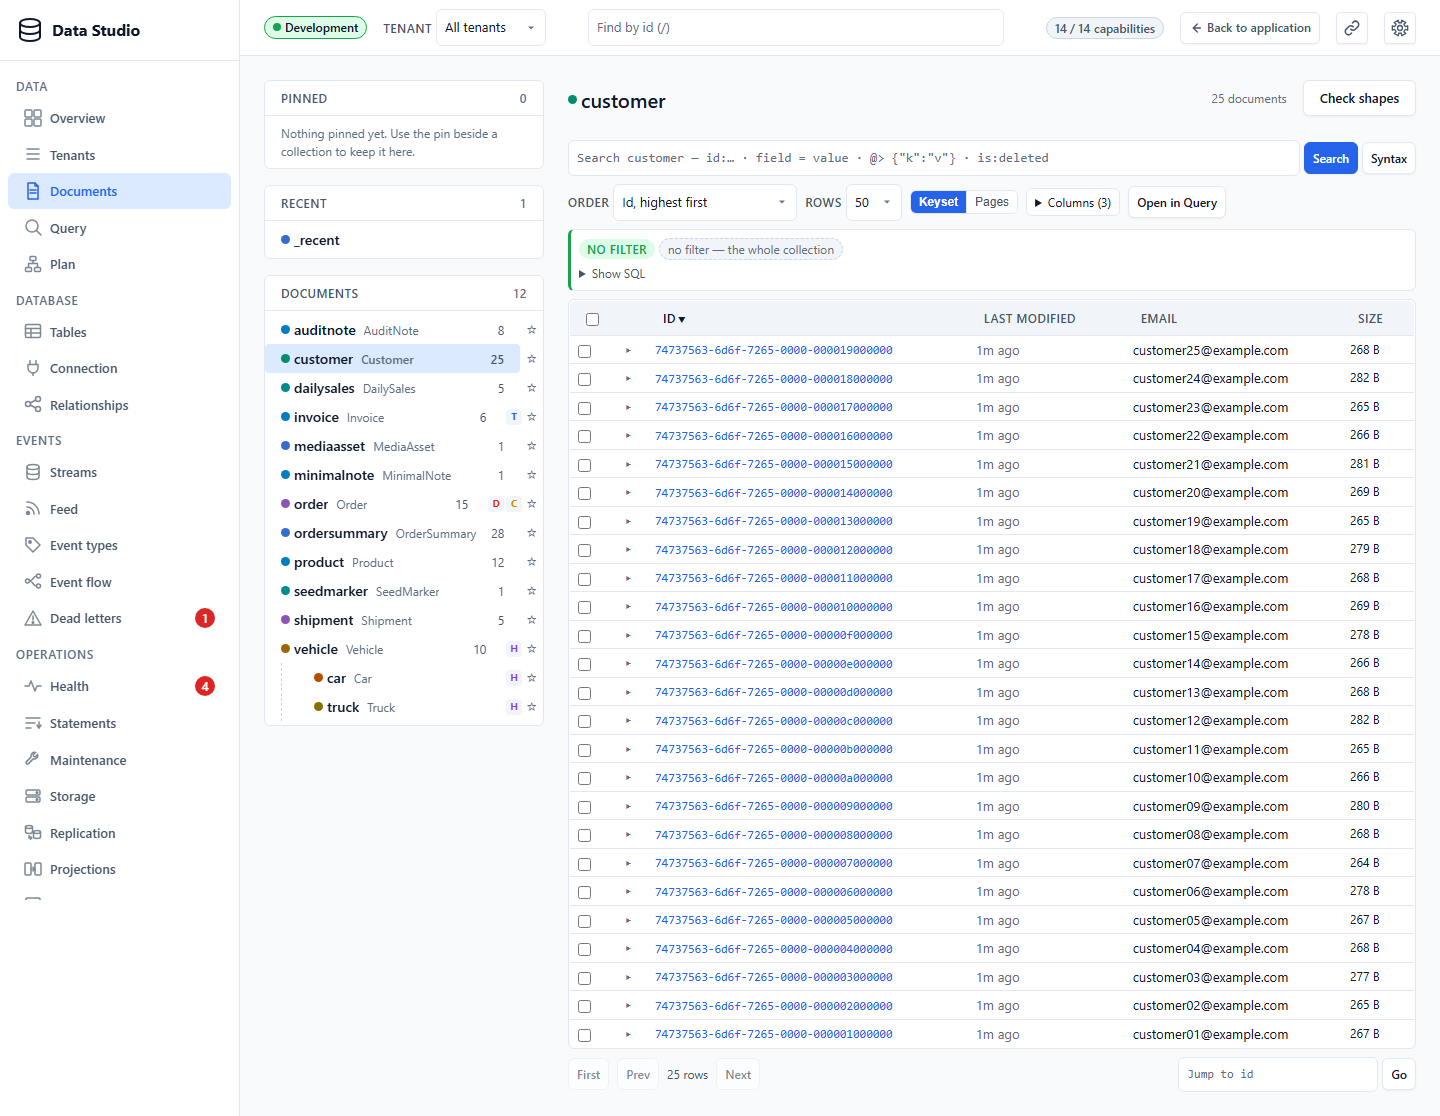 Data Studio
Development
TENANT
All tenants
Find by id (/)
14 / 14 capabilities
← Back to application
DATA
Overview
Tenants
Documents
Query
Plan
DATABASE
Tables
Connection
Relationships
EVENTS
Streams
Feed
Event types
Event flow
Dead letters 1
OPERATIONS
Health 4
Statements
Maintenance
Storage
Replication
Projections
PINNED 0
Nothing pinned yet. Use the pin beside a
collection to keep it here.
RECENT 1
_recent
DOCUMENTS 12
auditnote AuditNote 8
customer Customer 25
dailysales DailySales 5
invoice Invoice 6 T
mediaasset MediaAsset 1
minimalnote MinimalNote 1
order Order 15 D C
ordersummary OrderSummary 28
product Product 12
seedmarker SeedMarker 1
shipment Shipment 5
vehicle Vehicle 10 H
car Car H
truck Truck H
customer
25 documents
Check shapes
Search customer — id:… · field = value · @> {"k":"v"} · is:deleted
Search
Syntax
ORDER Id, highest first ROWS 50 Keyset Pages ▶ Columns (3) Open in Query
NO FILTER no filter — the whole collection
▶ Show SQL
ID ▼ LAST MODIFIED EMAIL SIZE
74737563-6d6f-7265-0000-000019000000 1m ago customer25@example.com 268 B
74737563-6d6f-7265-0000-000018000000 1m ago customer24@example.com 282 B
74737563-6d6f-7265-0000-000017000000 1m ago customer23@example.com 265 B
74737563-6d6f-7265-0000-000016000000 1m ago customer22@example.com 266 B
74737563-6d6f-7265-0000-000015000000 1m ago customer21@example.com 281 B
74737563-6d6f-7265-0000-000014000000 1m ago customer20@example.com 269 B
74737563-6d6f-7265-0000-000013000000 1m ago customer19@example.com 265 B
74737563-6d6f-7265-0000-000012000000 1m ago customer18@example.com 279 B
74737563-6d6f-7265-0000-000011000000 1m ago customer17@example.com 268 B
74737563-6d6f-7265-0000-000010000000 1m ago customer16@example.com 269 B
74737563-6d6f-7265-0000-00000f000000 1m ago customer15@example.com 278 B
74737563-6d6f-7265-0000-00000e000000 1m ago customer14@example.com 266 B
74737563-6d6f-7265-0000-00000d000000 1m ago customer13@example.com 268 B
74737563-6d6f-7265-0000-00000c000000 1m ago customer12@example.com 282 B
74737563-6d6f-7265-0000-00000b000000 1m ago customer11@example.com 265 B
74737563-6d6f-7265-0000-00000a000000 1m ago customer10@example.com 266 B
74737563-6d6f-7265-0000-000009000000 1m ago customer09@example.com 280 B
74737563-6d6f-7265-0000-000008000000 1m ago customer08@example.com 268 B
74737563-6d6f-7265-0000-000007000000 1m ago customer07@example.com 264 B
74737563-6d6f-7265-0000-000006000000 1m ago customer06@example.com 278 B
74737563-6d6f-7265-0000-000005000000 1m ago customer05@example.com 267 B
74737563-6d6f-7265-0000-000004000000 1m ago customer04@example.com 268 B
74737563-6d6f-7265-0000-000003000000 1m ago customer03@example.com 277 B
74737563-6d6f-7265-0000-000002000000 1m ago customer02@example.com 265 B
74737563-6d6f-7265-0000-000001000000 1m ago customer01@example.com 267 B
First Prev 25 rows Next
Jump to id
Go